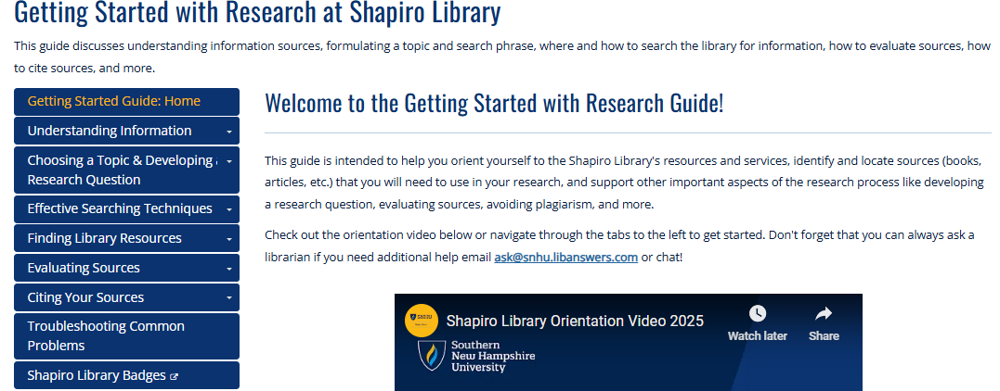 Getting Started with Research at Shapiro Library
This guide discusses understanding information sources, formulating a topic and search phrase, where and how to search the library for information, how to evaluate sources, how
to cite sources, and more.
Getting Started Guide: Home
Understanding Information
Choosing a Topic & Developing a
Research Question
Effective Searching Techniques
Finding Library Resources
Evaluating Sources
Citing Your Sources
Troubleshooting Common
Problems
Shapiro Library Badges
Welcome to the Getting Started with Research Guide!
This guide is intended to help you orient yourself to the Shapiro Library's resources and services, identify and locate sources (books,
articles, etc.) that you will need to use in your research, and support other important aspects of the research process like developing
a research question, evaluating sources, avoiding plagiarism, and more.
Check out the orientation video below or navigate through the tabs to the left to get started. Don't forget that you can always ask a
librarian if you need additional help email ask@snhu.libanswers.com or chat!
SNHU
Shapiro Library Orientation Video 2025
Watch later
Share
Southern
New Hampshire
University